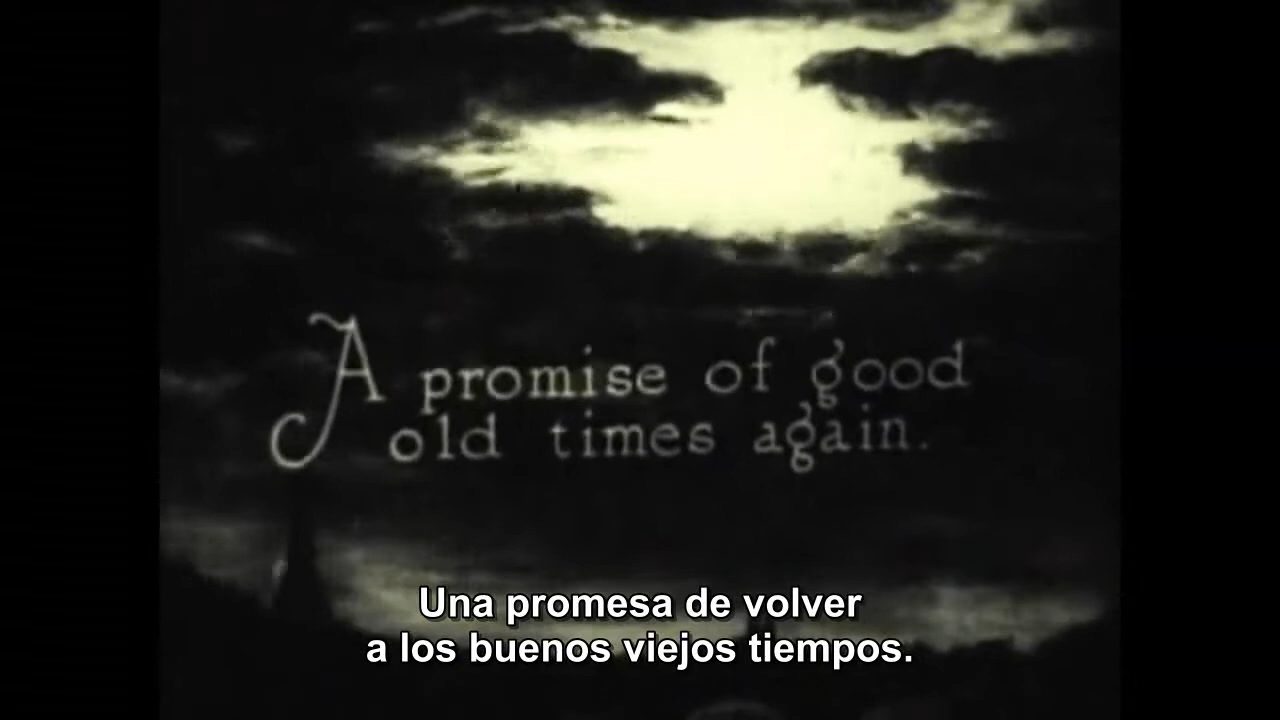 A promise of good
old times again.
Una promesa de volver
a los buenos viejos tiempos.